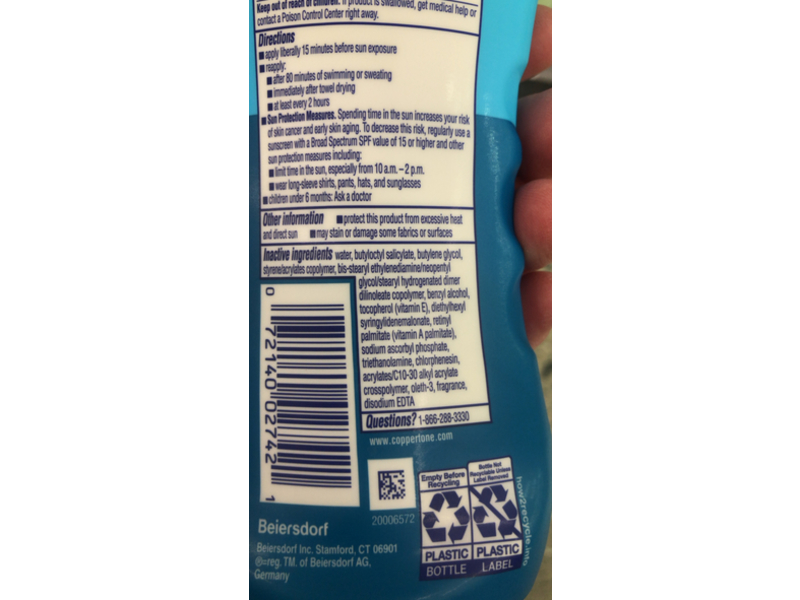 Keep out of reach of children. If product is swallowed, get medical help or
contact a Poison Control Center right away.
Directions
■ apply liberally 15 minutes before sun exposure
■ reapply:
■ after 80 minutes of swimming or sweating
■ immediately after towel drying
■ at least every 2 hours
■ Sun Protection Measures. Spending time in the sun increases your risk
of skin cancer and early skin aging. To decrease this risk, regularly use a
sunscreen with a Broad Spectrum SPF value of 15 or higher and other
sun protection measures including:
■ limit time in the sun, especially from 10 a.m. – 2 p.m.
■ wear long-sleeve shirts, pants, hats, and sunglasses
■ children under 6 months: Ask a doctor
Other information ■ protect this product from excessive heat
and direct sun ■ may stain or damage some fabrics or surfaces
Inactive ingredients water, butyloctyl salicylate, butylene glycol,
styrene/acrylates copolymer, bis-stearyl ethylenediamine/neopentyl
glycol/stearyl hydrogenated dimer
dilinoleate copolymer, benzyl alcohol,
tocopherol (vitamin E), diethylhexyl
syringylidenemalonate, retinyl
palmitate (vitamin A palmitate),
sodium ascorbyl phosphate,
triethanolamine, chlorphenesin,
acrylates/C10-30 alkyl acrylate
crosspolymer, oleth-3, fragrance,
disodium EDTA
Questions? 1-866-288-3330
www.coppertone.com
0 72140 02742 1
20006572
Beiersdorf
Beiersdorf Inc. Stamford, CT 06901
®=reg. TM. of Beiersdorf AG,
Germany
Empty Before
Recycling
PLASTIC
BOTTLE
Bottle Not
Recyclable Unless
Label Removed
PLASTIC
LABEL
how2recycle.info